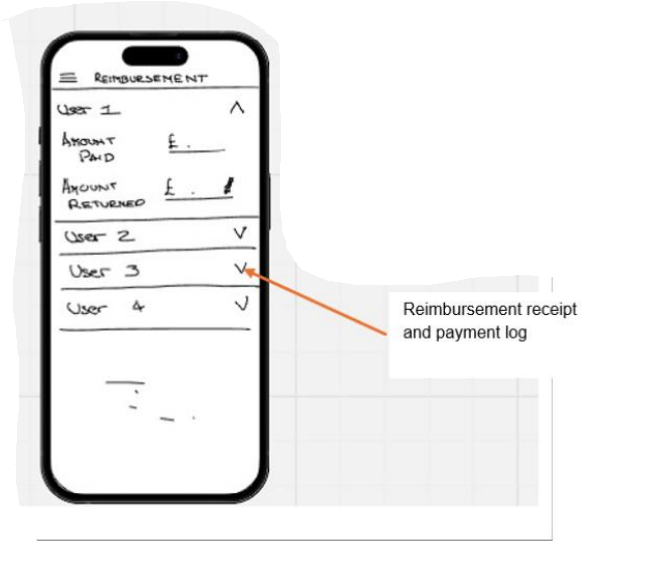 REIMBURSEMENT
User 1
AMOUNT
PAID
£ .
AMOUNT
RETURNED
£ .
User 2
User 3
User 4
Reimbursement receipt
and payment log